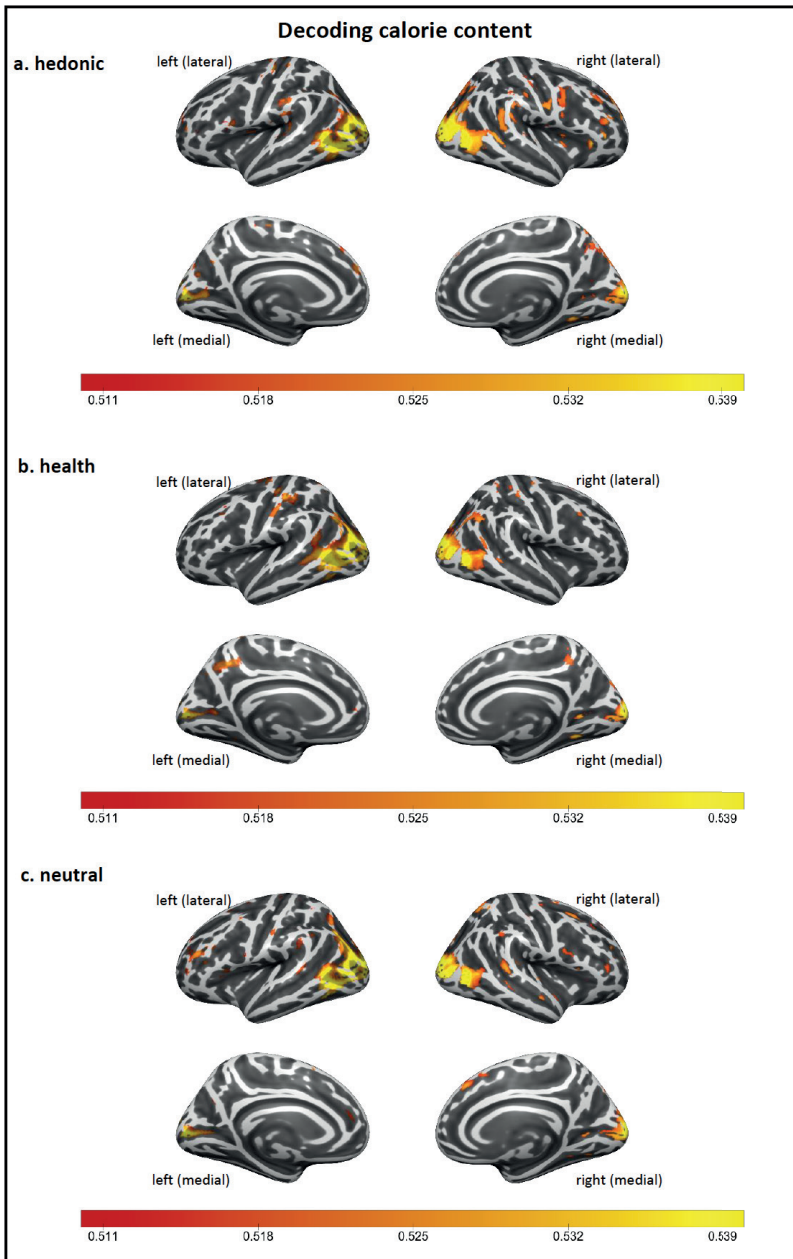 Decoding calorie content
a. hedonic
left (lateral)
right (lateral)
left (medial)
right (medial)
0.511 0.518 0.525 0.532 0.539
b. health
left (lateral)
right (lateral)
left (medial)
right (medial)
0.511 0.518 0.525 0.532 0.539
c. neutral
left (lateral)
right (lateral)
left (medial)
right (medial)
0.511 0.518 0.525 0.532 0.539